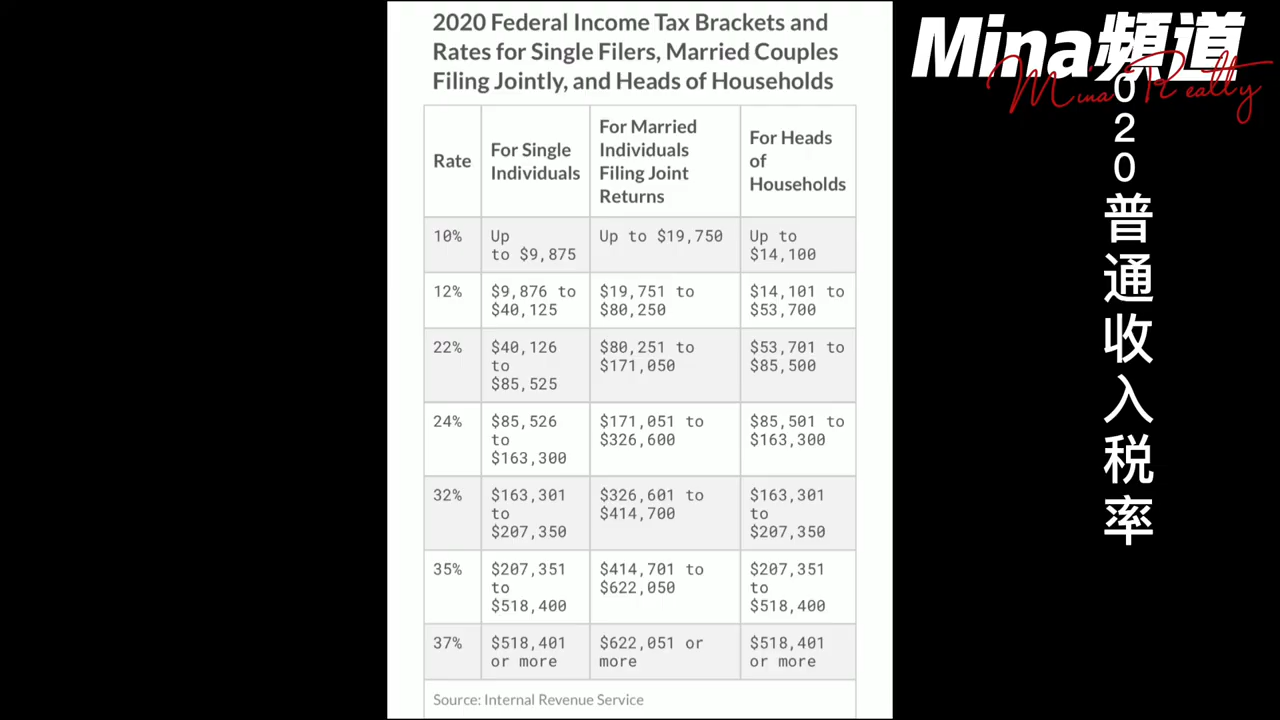 2020 Federal Income Tax Brackets and
Rates for Single Filers, Married Couples
Filing Jointly, and Heads of Households
Rate
For Single
Individuals
For Married
Individuals
Filing Joint
Returns
For Heads
of
Households
10%
Up
to $9,875
Up to $19,750
Up to
$14,100
12%
$9,876 to
$40,125
$19,751 to
$80,250
$14,101 to
$53,700
22%
$40,126
to
$85,525
$80,251 to
$171,050
$53,701 to
$85,500
24%
$85,526
to
$163,300
$171,051 to
$326,600
$85,501 to
$163,300
32%
$163,301
to
$207,350
$326,601 to
$414,700
$163,301
to
$207,350
35%
$207,351
to
$518,400
$414,701 to
$622,050
$207,351
to
$518,400
37%
$518,401
or more
$622,051 or
more
$518,401
or more
Source: Internal Revenue Service
Mina頻道
Mina Realty
020普通收入税率